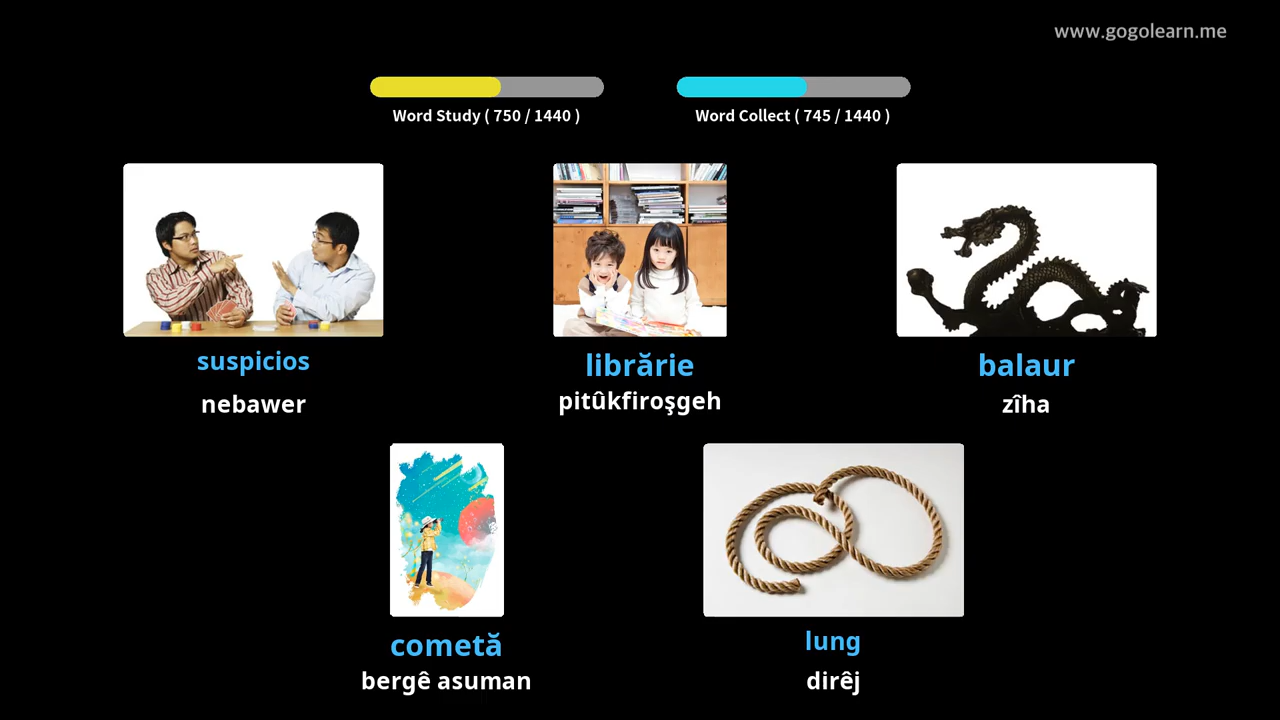 www.gogolearn.me
Word Study ( 750 / 1440 )
Word Collect ( 745 / 1440 )
suspicios
nebawer
librărie
pitûkfiroşgeh
balaur
zîha
cometă
bergê asuman
lung
dirêj